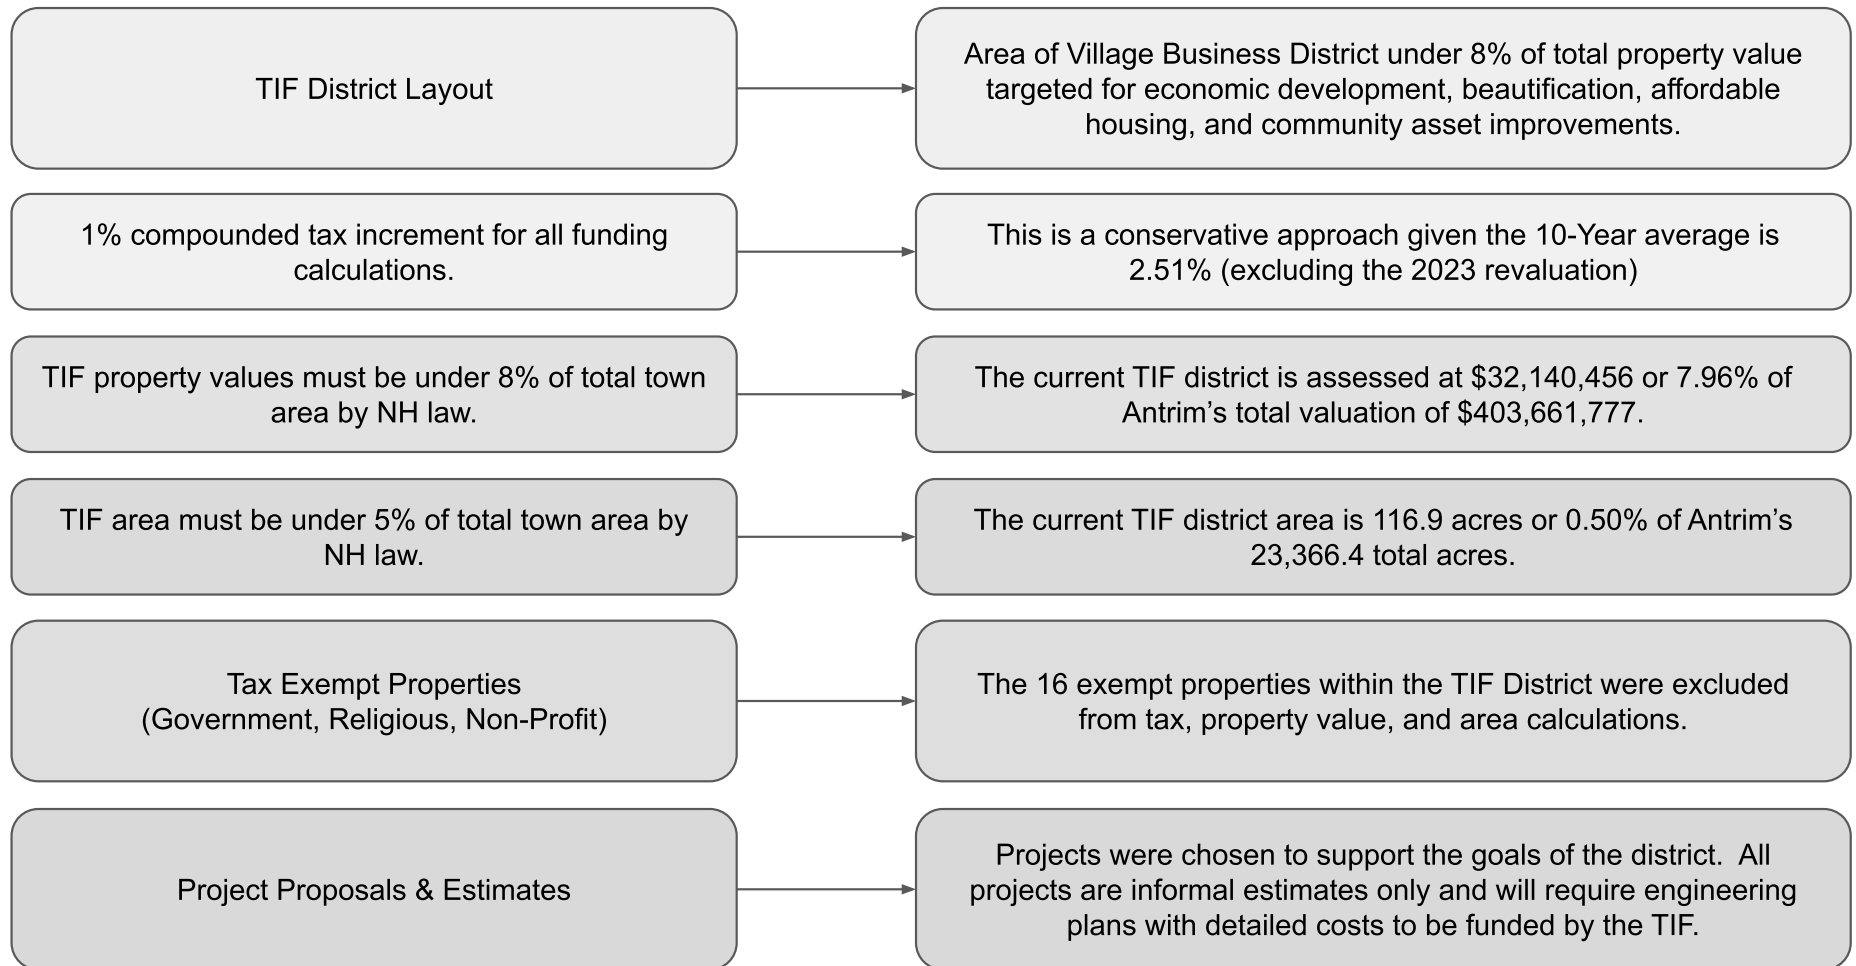 TIF District Layout
Area of Village Business District under 8% of total property value
targeted for economic development, beautification, affordable
housing, and community asset improvements.
1% compounded tax increment for all funding
calculations.
This is a conservative approach given the 10-Year average is
2.51% (excluding the 2023 revaluation)
TIF property values must be under 8% of total town
area by NH law.
The current TIF district is assessed at $32,140,456 or 7.96% of
Antrim’s total valuation of $403,661,777.
TIF area must be under 5% of total town area by
NH law.
The current TIF district area is 116.9 acres or 0.50% of Antrim’s
23,366.4 total acres.
Tax Exempt Properties
(Government, Religious, Non-Profit)
The 16 exempt properties within the TIF District were excluded
from tax, property value, and area calculations.
Project Proposals & Estimates
Projects were chosen to support the goals of the district.  All
projects are informal estimates only and will require engineering
plans with detailed costs to be funded by the TIF.